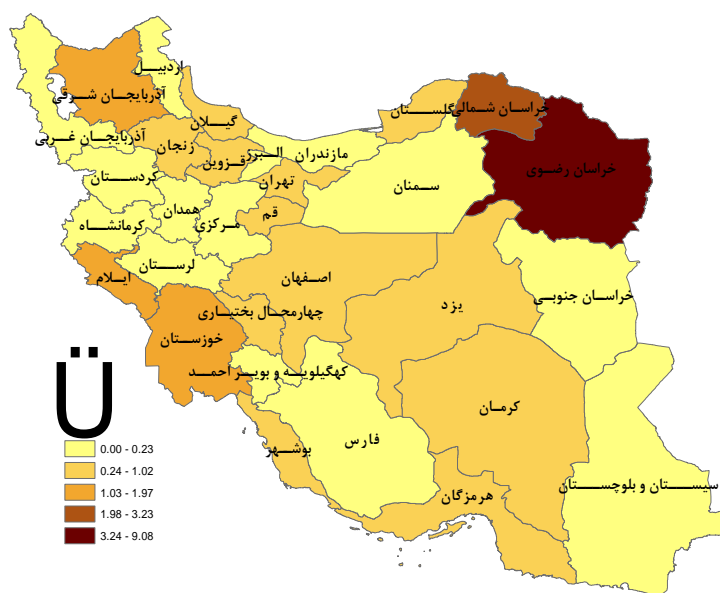 اردبیل
آذربایجان شرقی
گیلان
آذربایجان غربی
زنجان
قزوین
البرز
مازندران
گلستان
خراسان شمالی
خراسان رضوی
کردستان
تهران
سمنان
همدان
مرکزی
قم
کرمانشاه
لرستان
ایلام
اصفهان
یزد
خراسان جنوبی
چهارمحال بختیاری
خوزستان
کهگیلویه و بویر احمد
کرمان
فارس
بوشهر
هرمزگان
سیستان و بلوچستان
Ü
0.00 - 0.23
0.24 - 1.02
1.03 - 1.97
1.98 - 3.23
3.24 - 9.08